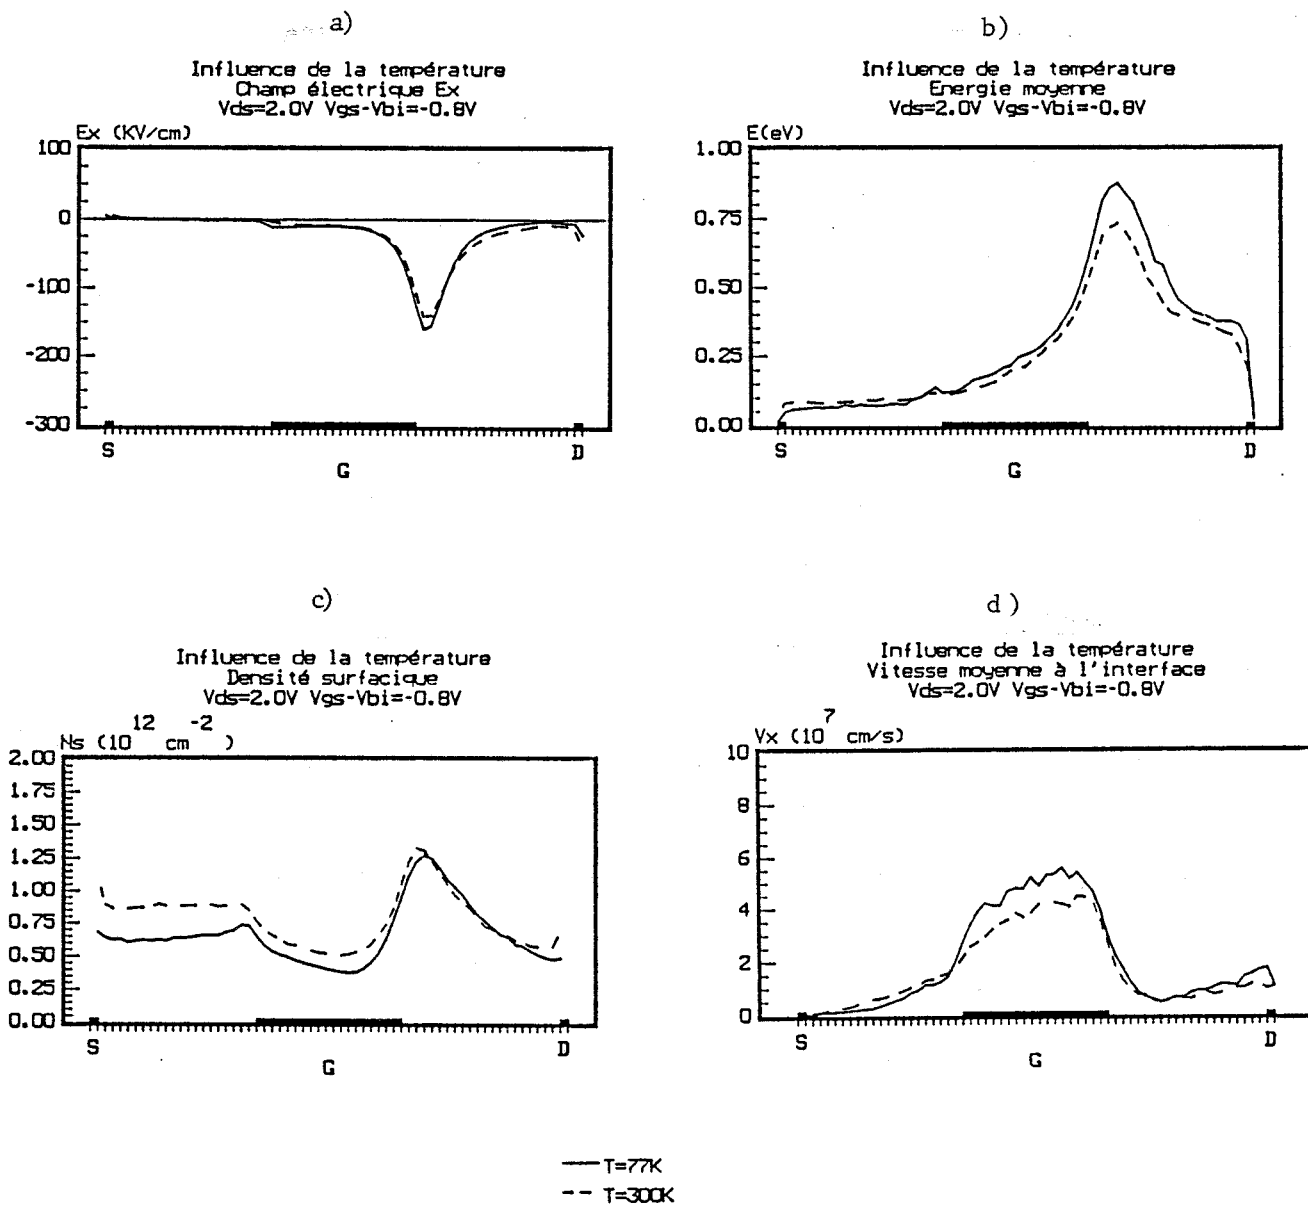 a)
Influence de la température
Champ électrique Ex
Vds=2.0V Vgs-Vbi=-0.8V
Ex (KV/cm)
100
0
-100
-200
-300
S
G
D
b)
Influence de la température
Energie moyenne
Vds=2.0V Vgs-Vbi=-0.8V
E(eV)
1.00
0.75
0.50
0.25
0.00
S
G
D
c)
Influence de la température
Densité surfacique
Vds=2.0V Vgs-Vbi=-0.8V
Ns (10^12 cm^-2)
2.00
1.75
1.50
1.25
1.00
0.75
0.50
0.25
0.00
S
G
D
d)
Influence de la température
Vitesse moyenne à l'interface
Vds=2.0V Vgs-Vbi=-0.8V
Vx (10^7 cm/s)
10
8
6
4
2
0
S
G
D
T=77K
T=300K